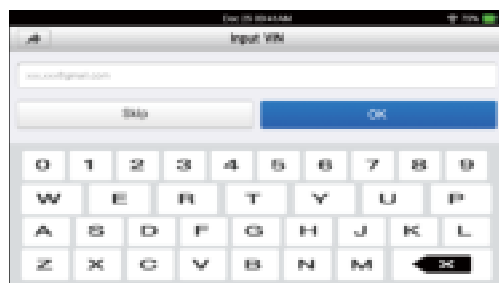 Input VIN
Skip
OK
0 1 2 3 4 5 6 7 8 9
W E R T Y U P
A S D F G H J K L
Z X C V B N M